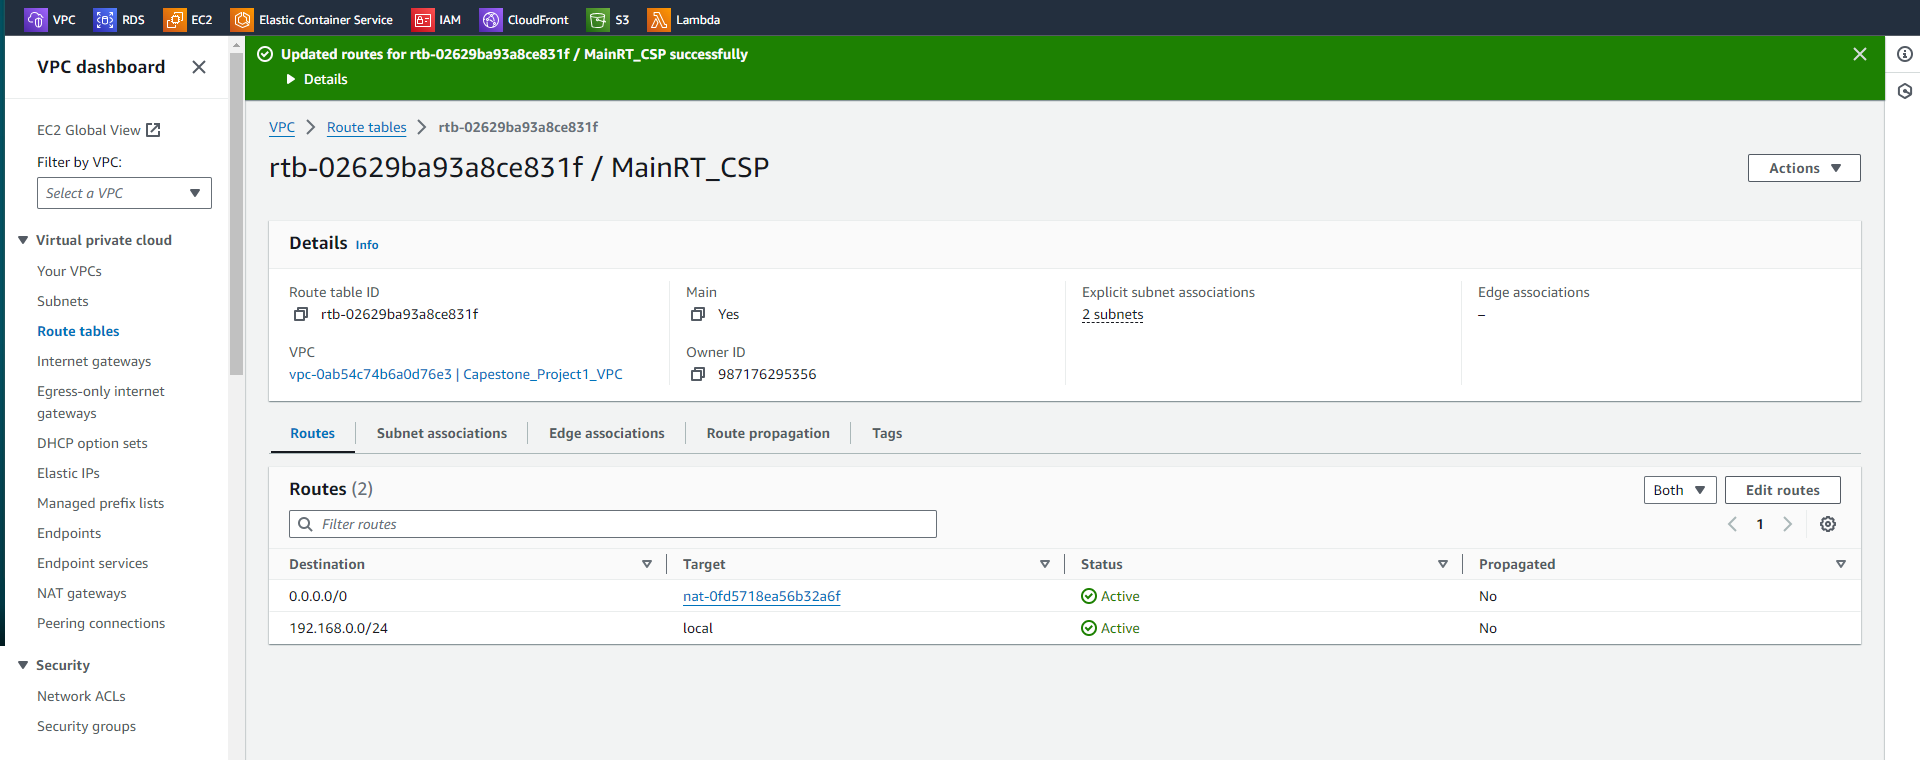 VPC RDS EC2 Elastic Container Service IAM CloudFront S3 Lambda
VPC dashboard
EC2 Global View
Filter by VPC:
Select a VPC
Virtual private cloud
Your VPCs
Subnets
Route tables
Internet gateways
Egress-only internet
gateways
DHCP option sets
Elastic IPs
Managed prefix lists
Endpoints
Endpoint services
NAT gateways
Peering connections
Security
Network ACLs
Security groups
Updated routes for rtb-02629ba93a8ce831f / MainRT_CSP successfully
Details
VPC Route tables rtb-02629ba93a8ce831f
rtb-02629ba93a8ce831f / MainRT_CSP
Actions
Details Info
Route table ID
rtb-02629ba93a8ce831f
VPC
vpc-0ab54c74b6a0d76e3 | Capestone_Project1_VPC
Main
Yes
Owner ID
987176295356
Explicit subnet associations
2 subnets
Edge associations
–
Routes Subnet associations Edge associations Route propagation Tags
Routes (2)
Both Edit routes
Filter routes
1
Destination Target Status Propagated
0.0.0.0/0 nat-0fd5718ea56b32a6f Active No
192.168.0.0/24 local Active No